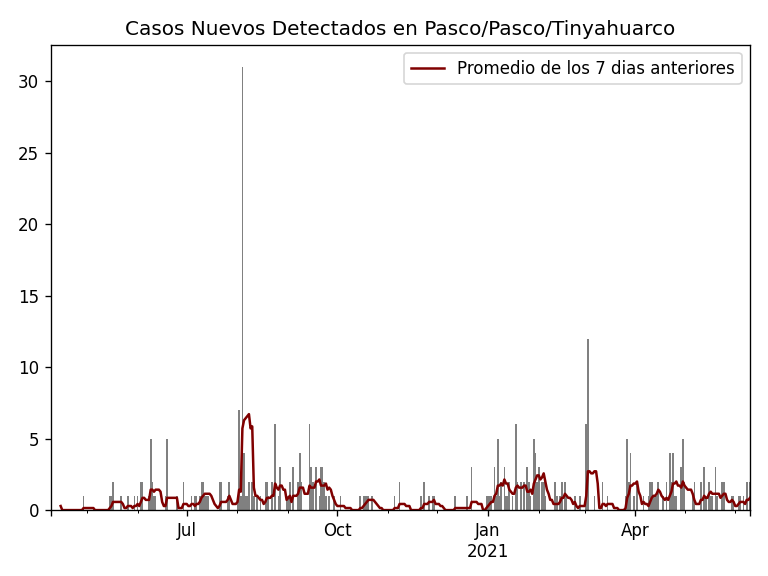 Casos Nuevos Detectados en Pasco/Pasco/Tinyahuarco
Promedio de los 7 dias anteriores
30
25
20
15
10
5
0
Jul
Oct
Jan
2021
Apr